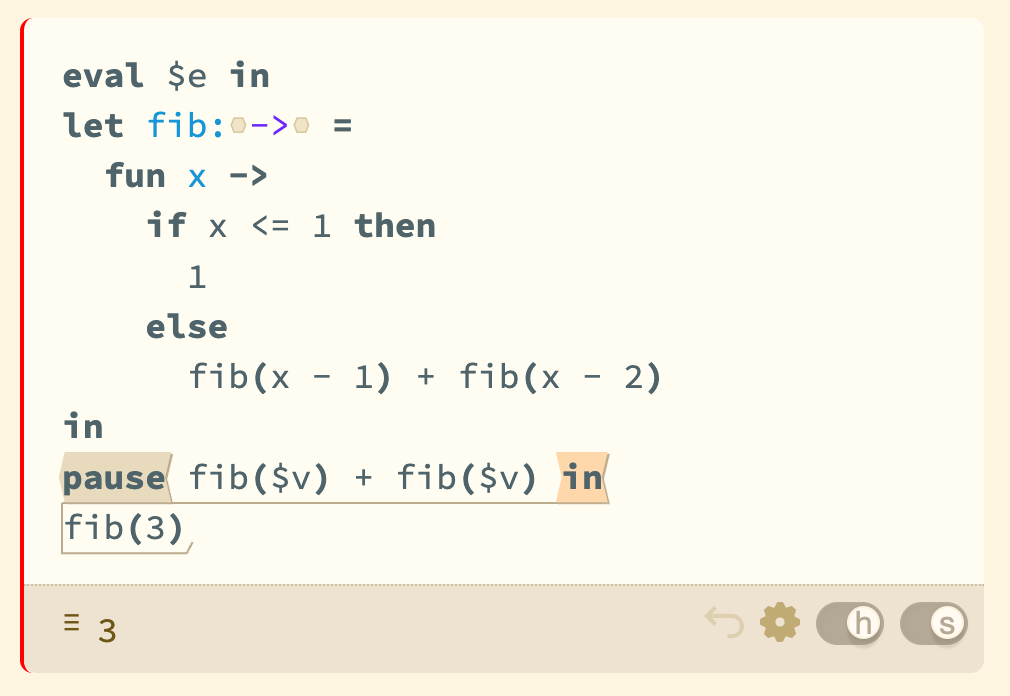 eval $e in
let fib:⬡->⬡ =
  fun x ->
    if x <= 1 then
      1
    else
      fib(x - 1) + fib(x - 2)
in
pause fib($v) + fib($v) in
fib(3)
≡ 3 h s